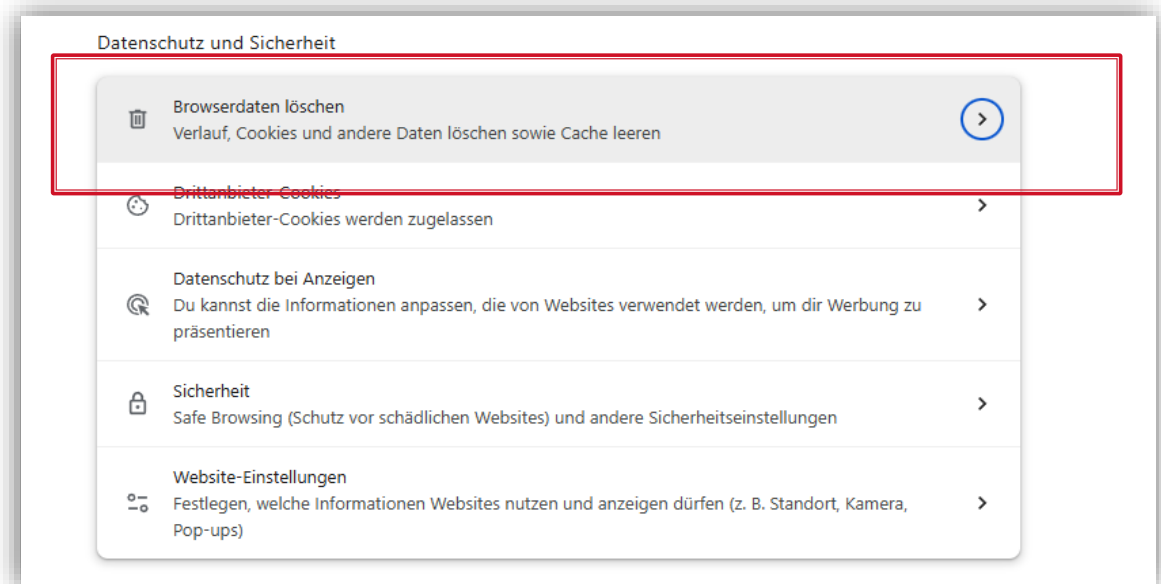 Datenschutz und Sicherheit
Browserdaten löschen
Verlauf, Cookies und andere Daten löschen sowie Cache leeren
Drittanbieter-Cookies
Drittanbieter-Cookies werden zugelassen
Datenschutz bei Anzeigen
Du kannst die Informationen anpassen, die von Websites verwendet werden, um dir Werbung zu
präsentieren
Sicherheit
Safe Browsing (Schutz vor schädlichen Websites) und andere Sicherheitseinstellungen
Website-Einstellungen
Festlegen, welche Informationen Websites nutzen und anzeigen dürfen (z. B. Standort, Kamera,
Pop-ups)